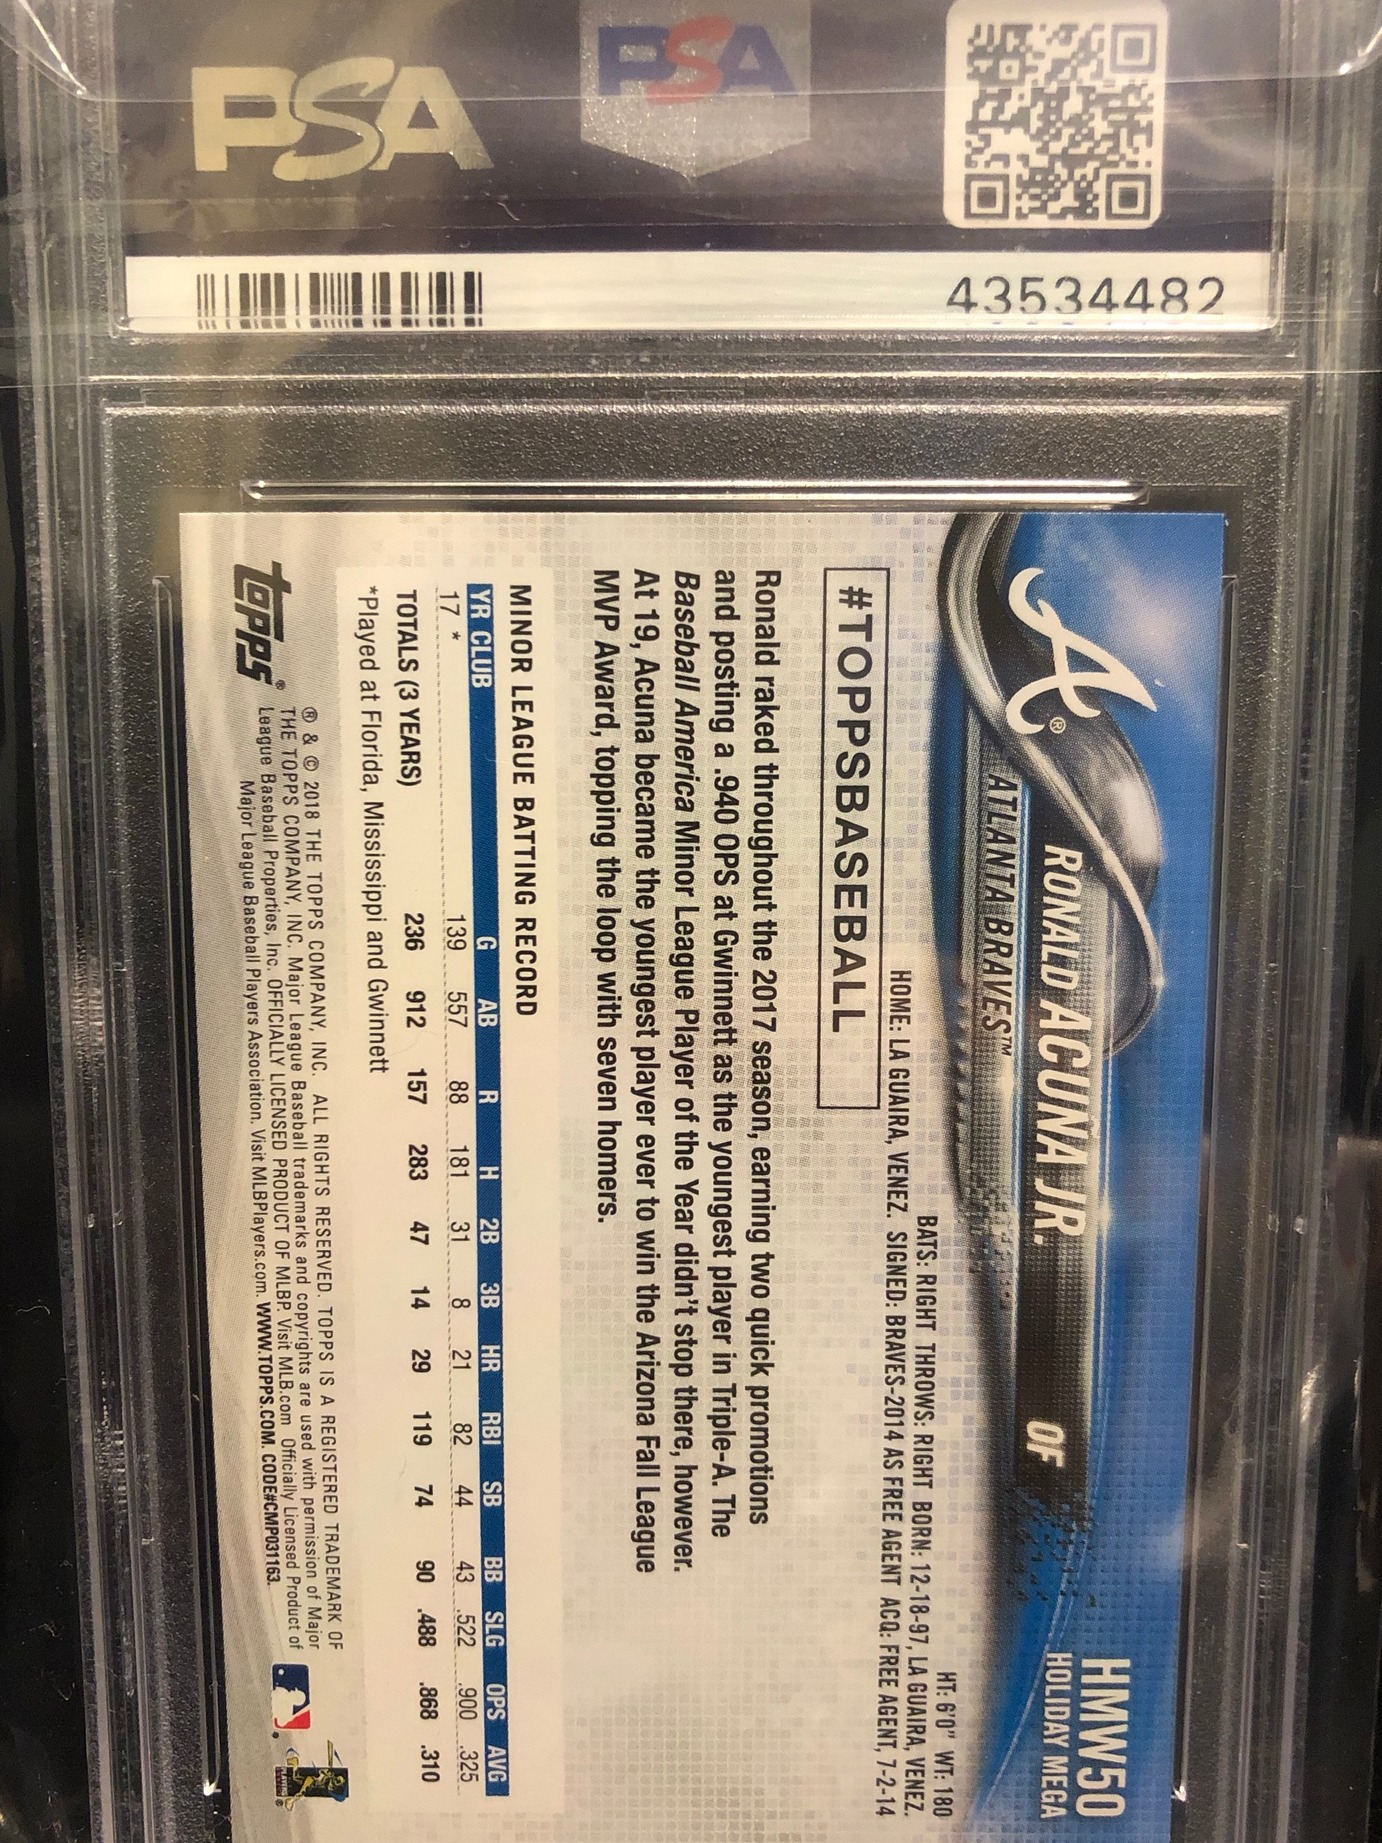 PSA
PSA
43534482
HMW50
HOLIDAY MEGA
A®
RONALD ACUNA JR.
OF
ATLANTA BRAVES™
HT: 6'0" WT: 180
BATS: RIGHT THROWS: RIGHT BORN: 12-18-97, LA GUAIRA, VENEZ.
HOME: LA GUAIRA, VENEZ. SIGNED: BRAVES-2014 AS FREE AGENT ACQ: FREE AGENT, 7-2-14
#TOPPSBASEBALL
Ronald raked throughout the 2017 season, earning two quick promotions
and posting a .940 OPS at Gwinnett as the youngest player in Triple-A. The
Baseball America Minor League Player of the Year didn't stop there, however.
At 19, Acuna became the youngest player ever to win the Arizona Fall League
MVP Award, topping the loop with seven homers.
MINOR LEAGUE BATTING RECORD
YR CLUB G AB R H 2B 3B HR RBI SB BB SLG OPS AVG
17 * 139 557 88 181 31 8 21 82 44 43 .522 .900 .325
TOTALS (3 YEARS) 236 912 157 283 47 14 29 119 74 90 .488 .868 .310
*Played at Florida, Mississippi and Gwinnett
topps®
® & © 2018 THE TOPPS COMPANY, INC. ALL RIGHTS RESERVED. TOPPS IS A REGISTERED TRADEMARK OF
THE TOPPS COMPANY, INC. Major League Baseball trademarks and copyrights are used with permission of Major
League Baseball Properties, Inc. OFFICIALLY LICENSED PRODUCT OF MLBP. Visit MLB.com Officially Licensed Product of
Major League Baseball Players Association. Visit MLBPlayers.com. WWW.TOPPS.COM. CODE#CMP031163.